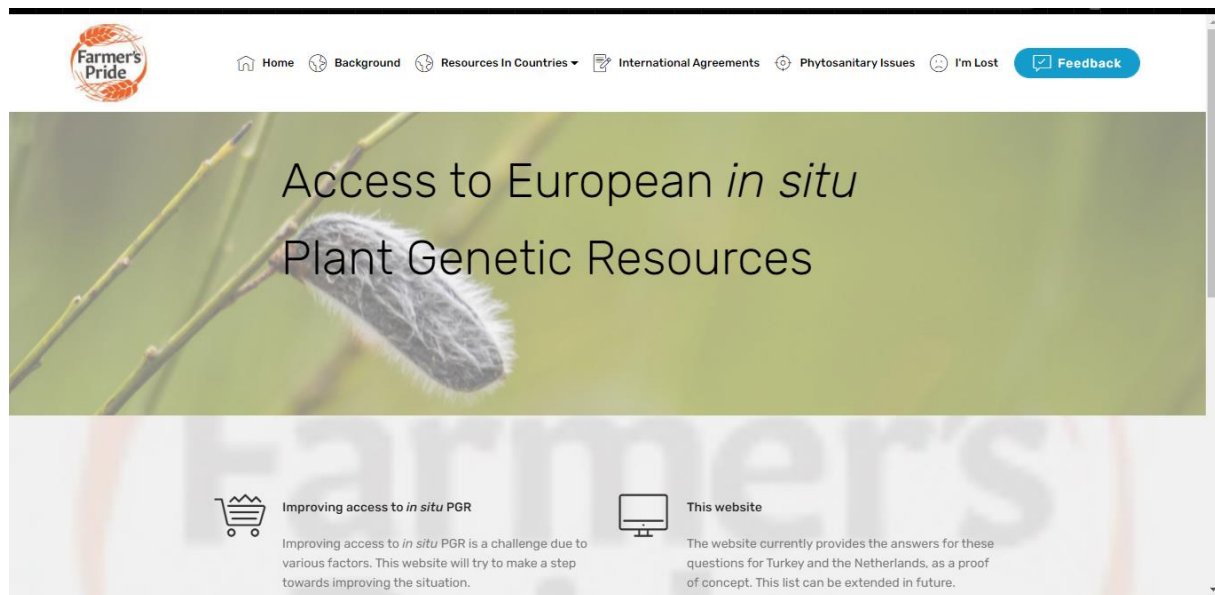 Farmer's
Pride
Home Background Resources In Countries International Agreements Phytosanitary Issues I'm Lost Feedback
Access to European in situ
Plant Genetic Resources
Farmer's
Improving access to in situ PGR
Improving access to in situ PGR is a challenge due to
various factors. This website will try to make a step
towards improving the situation.
This website
The website currently provides the answers for these
questions for Turkey and the Netherlands, as a proof
of concept. This list can be extended in future.